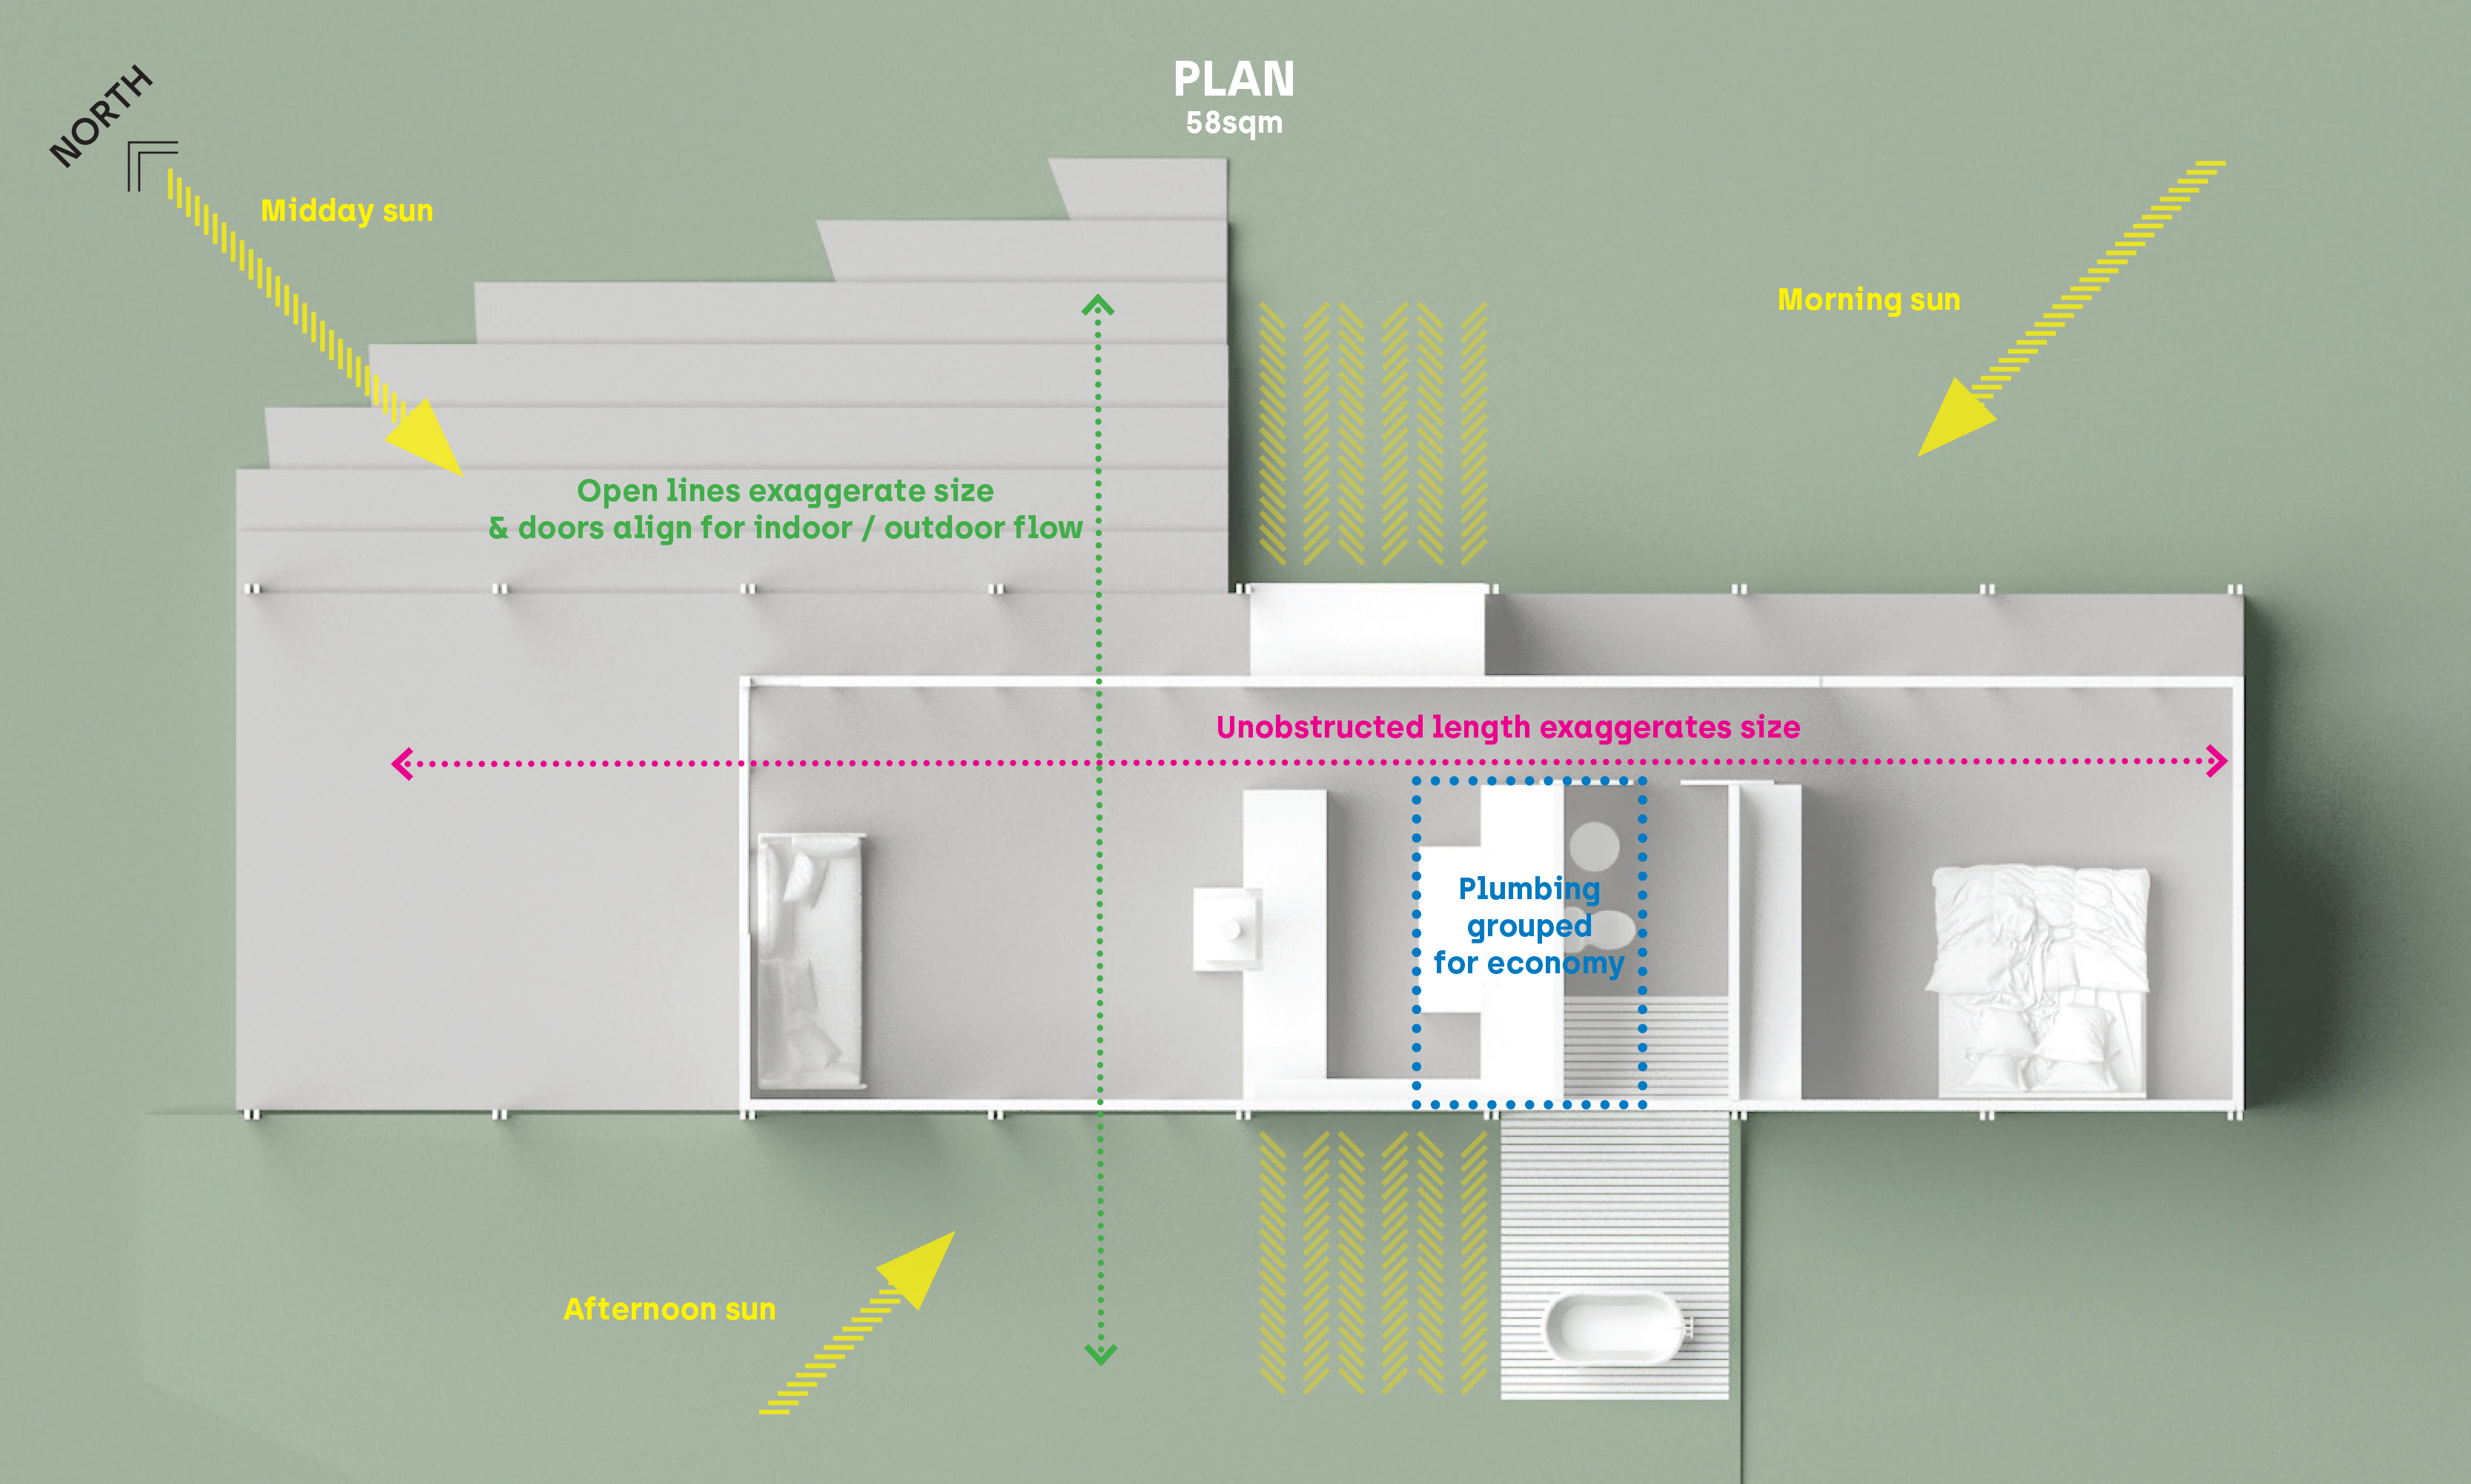 PLAN
58sqm
NORTH
Midday sun
Morning sun
Open lines exaggerate size
& doors align for indoor / outdoor flow
Unobstructed length exaggerates size
Plumbing
grouped
for economy
Afternoon sun